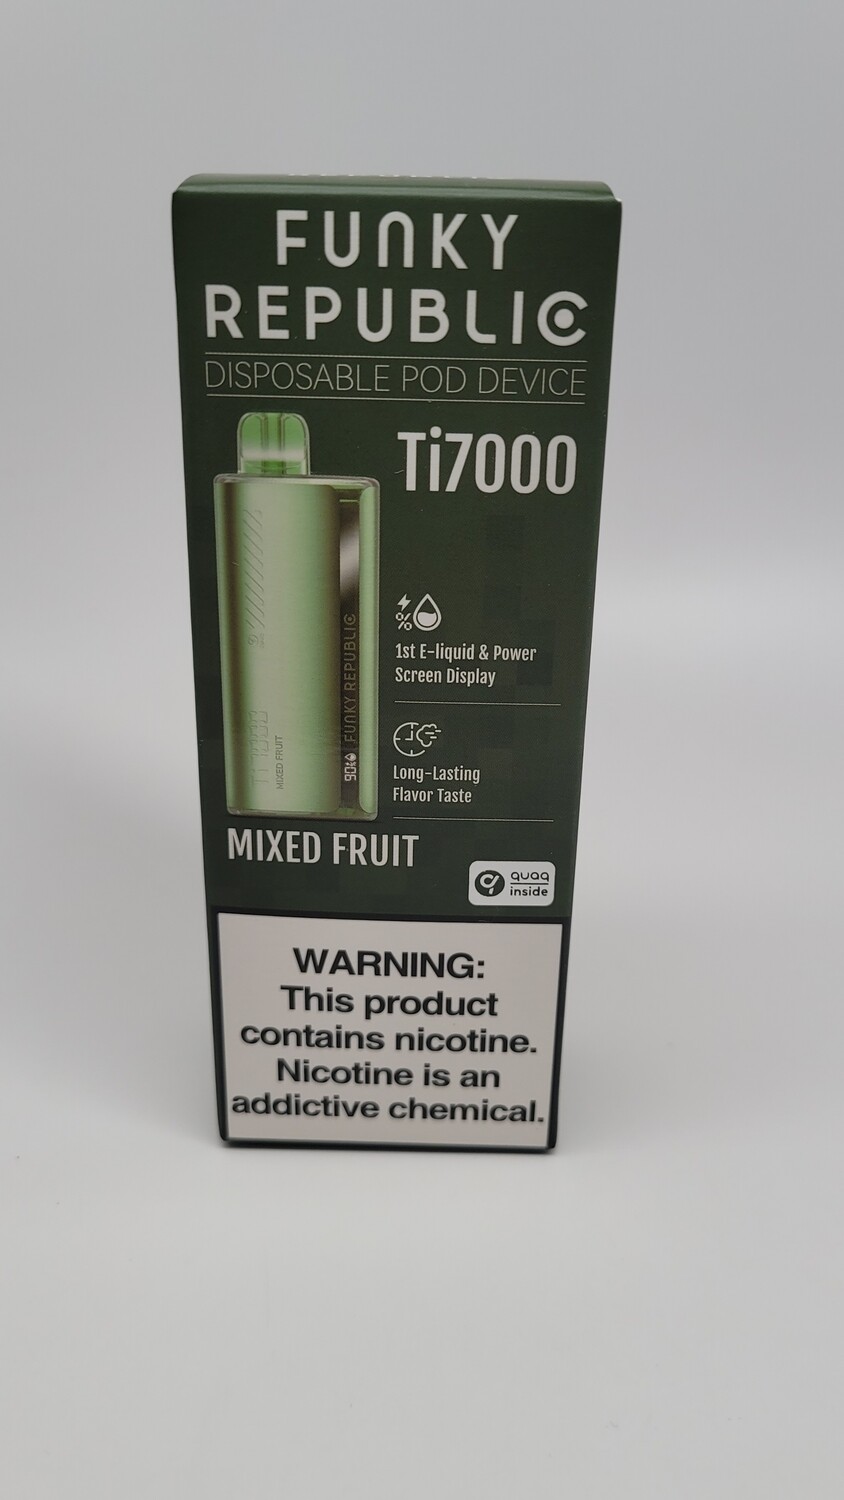 FUNKY
REPUBLIC
DISPOSABLE POD DEVICE
Ti7000
1st E-liquid & Power
Screen Display
Long-Lasting
Flavor Taste
FUNKY REPUBLIC
90%
MIXED FRUIT
MIXED FRUIT
quaq
inside
WARNING:
This product
contains nicotine.
Nicotine is an
addictive chemical.